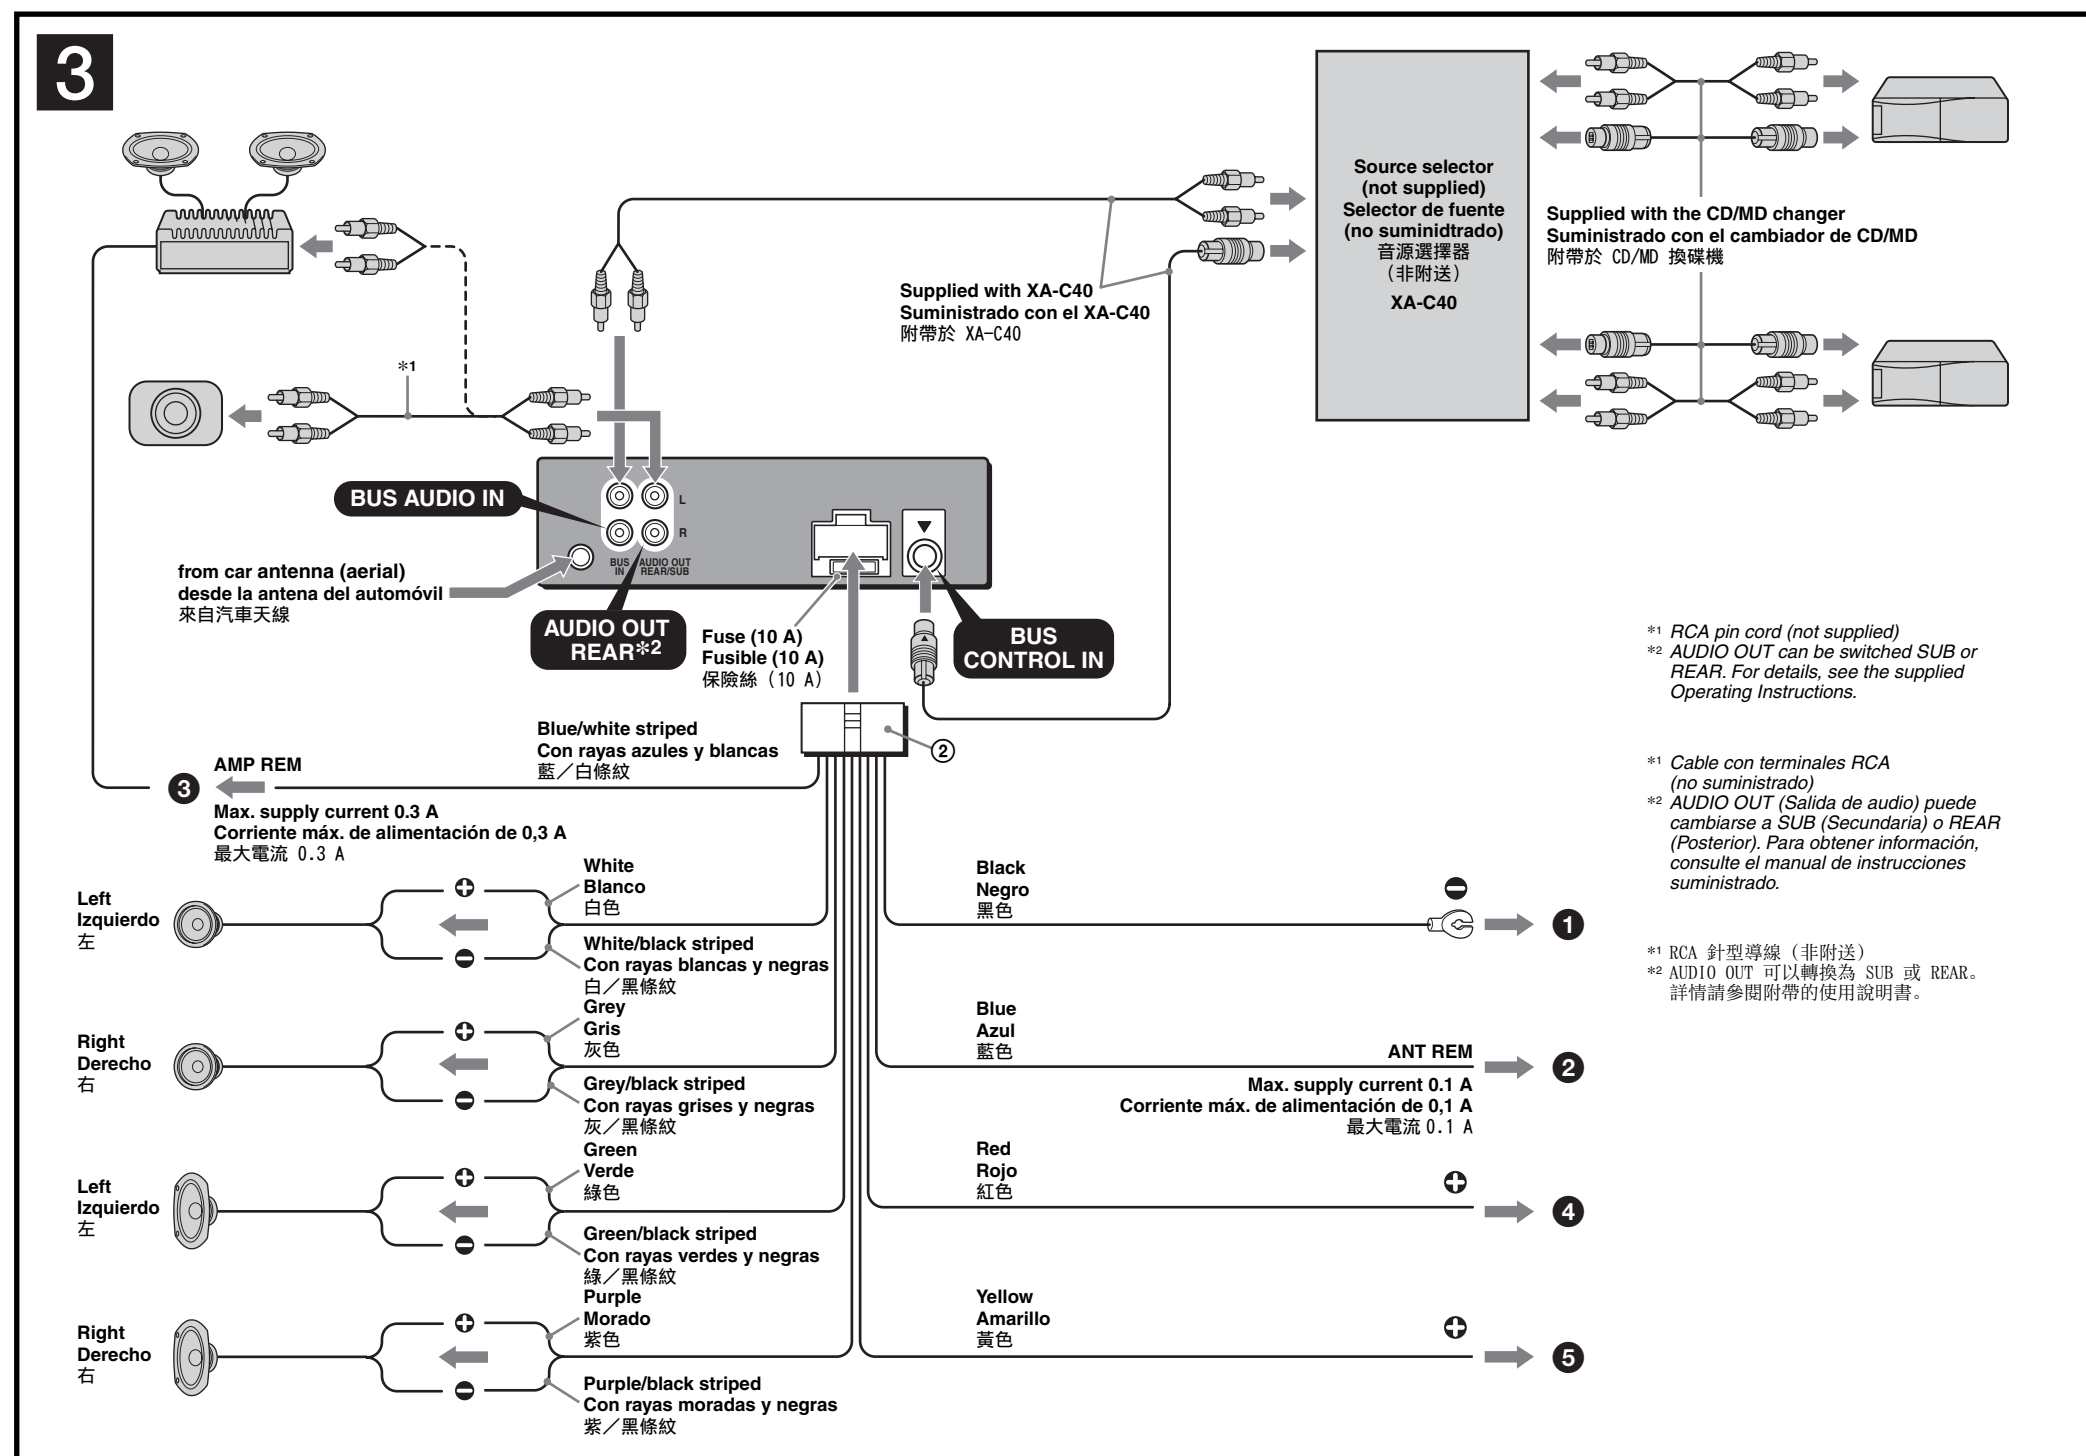 3
Source selector
(not supplied)
Selector de fuente
(no suminidtrado)
音源選擇器
(非附送)
XA-C40
Supplied with the CD/MD changer
Suministrado con el cambiador de CD/MD
附帶於 CD/MD 換碟機
Supplied with XA-C40
Suministrado con el XA-C40
附帶於 XA-C40
*1
BUS AUDIO IN
L
R
BUS
IN
AUDIO OUT
REAR/SUB
from car antenna (aerial)
desde la antena del automóvil
來自汽車天線
AUDIO OUT
REAR*2
Fuse (10 A)
Fusible (10 A)
保險絲 (10 A)
BUS
CONTROL IN
*1 RCA pin cord (not supplied)
*2 AUDIO OUT can be switched SUB or
REAR. For details, see the supplied
Operating Instructions.
*1 Cable con terminales RCA
(no suministrado)
*2 AUDIO OUT (Salida de audio) puede
cambiarse a SUB (Secundaria) o REAR
(Posterior). Para obtener información,
consulte el manual de instrucciones
suministrado.
*1 RCA 針型導線 (非附送)
*2 AUDIO OUT 可以轉換為 SUB 或 REAR。
詳情請參閱附帶的使用說明書。
Blue/white striped
Con rayas azules y blancas
藍／白條紋
②
❸
AMP REM
Max. supply current 0.3 A
Corriente máx. de alimentación de 0,3 A
最大電流 0.3 A
Left
Izquierdo
左
White
Blanco
白色
White/black striped
Con rayas blancas y negras
白／黑條紋
Right
Derecho
右
Grey
Gris
灰色
Grey/black striped
Con rayas grises y negras
灰／黑條紋
Left
Izquierdo
左
Green
Verde
綠色
Green/black striped
Con rayas verdes y negras
綠／黑條紋
Right
Derecho
右
Purple
Morado
紫色
Purple/black striped
Con rayas moradas y negras
紫／黑條紋
Black
Negro
黑色
❶
Blue
Azul
藍色
ANT REM
❷
Max. supply current 0.1 A
Corriente máx. de alimentación de 0,1 A
最大電流 0.1 A
Red
Rojo
紅色
❹
Yellow
Amarillo
黃色
❺